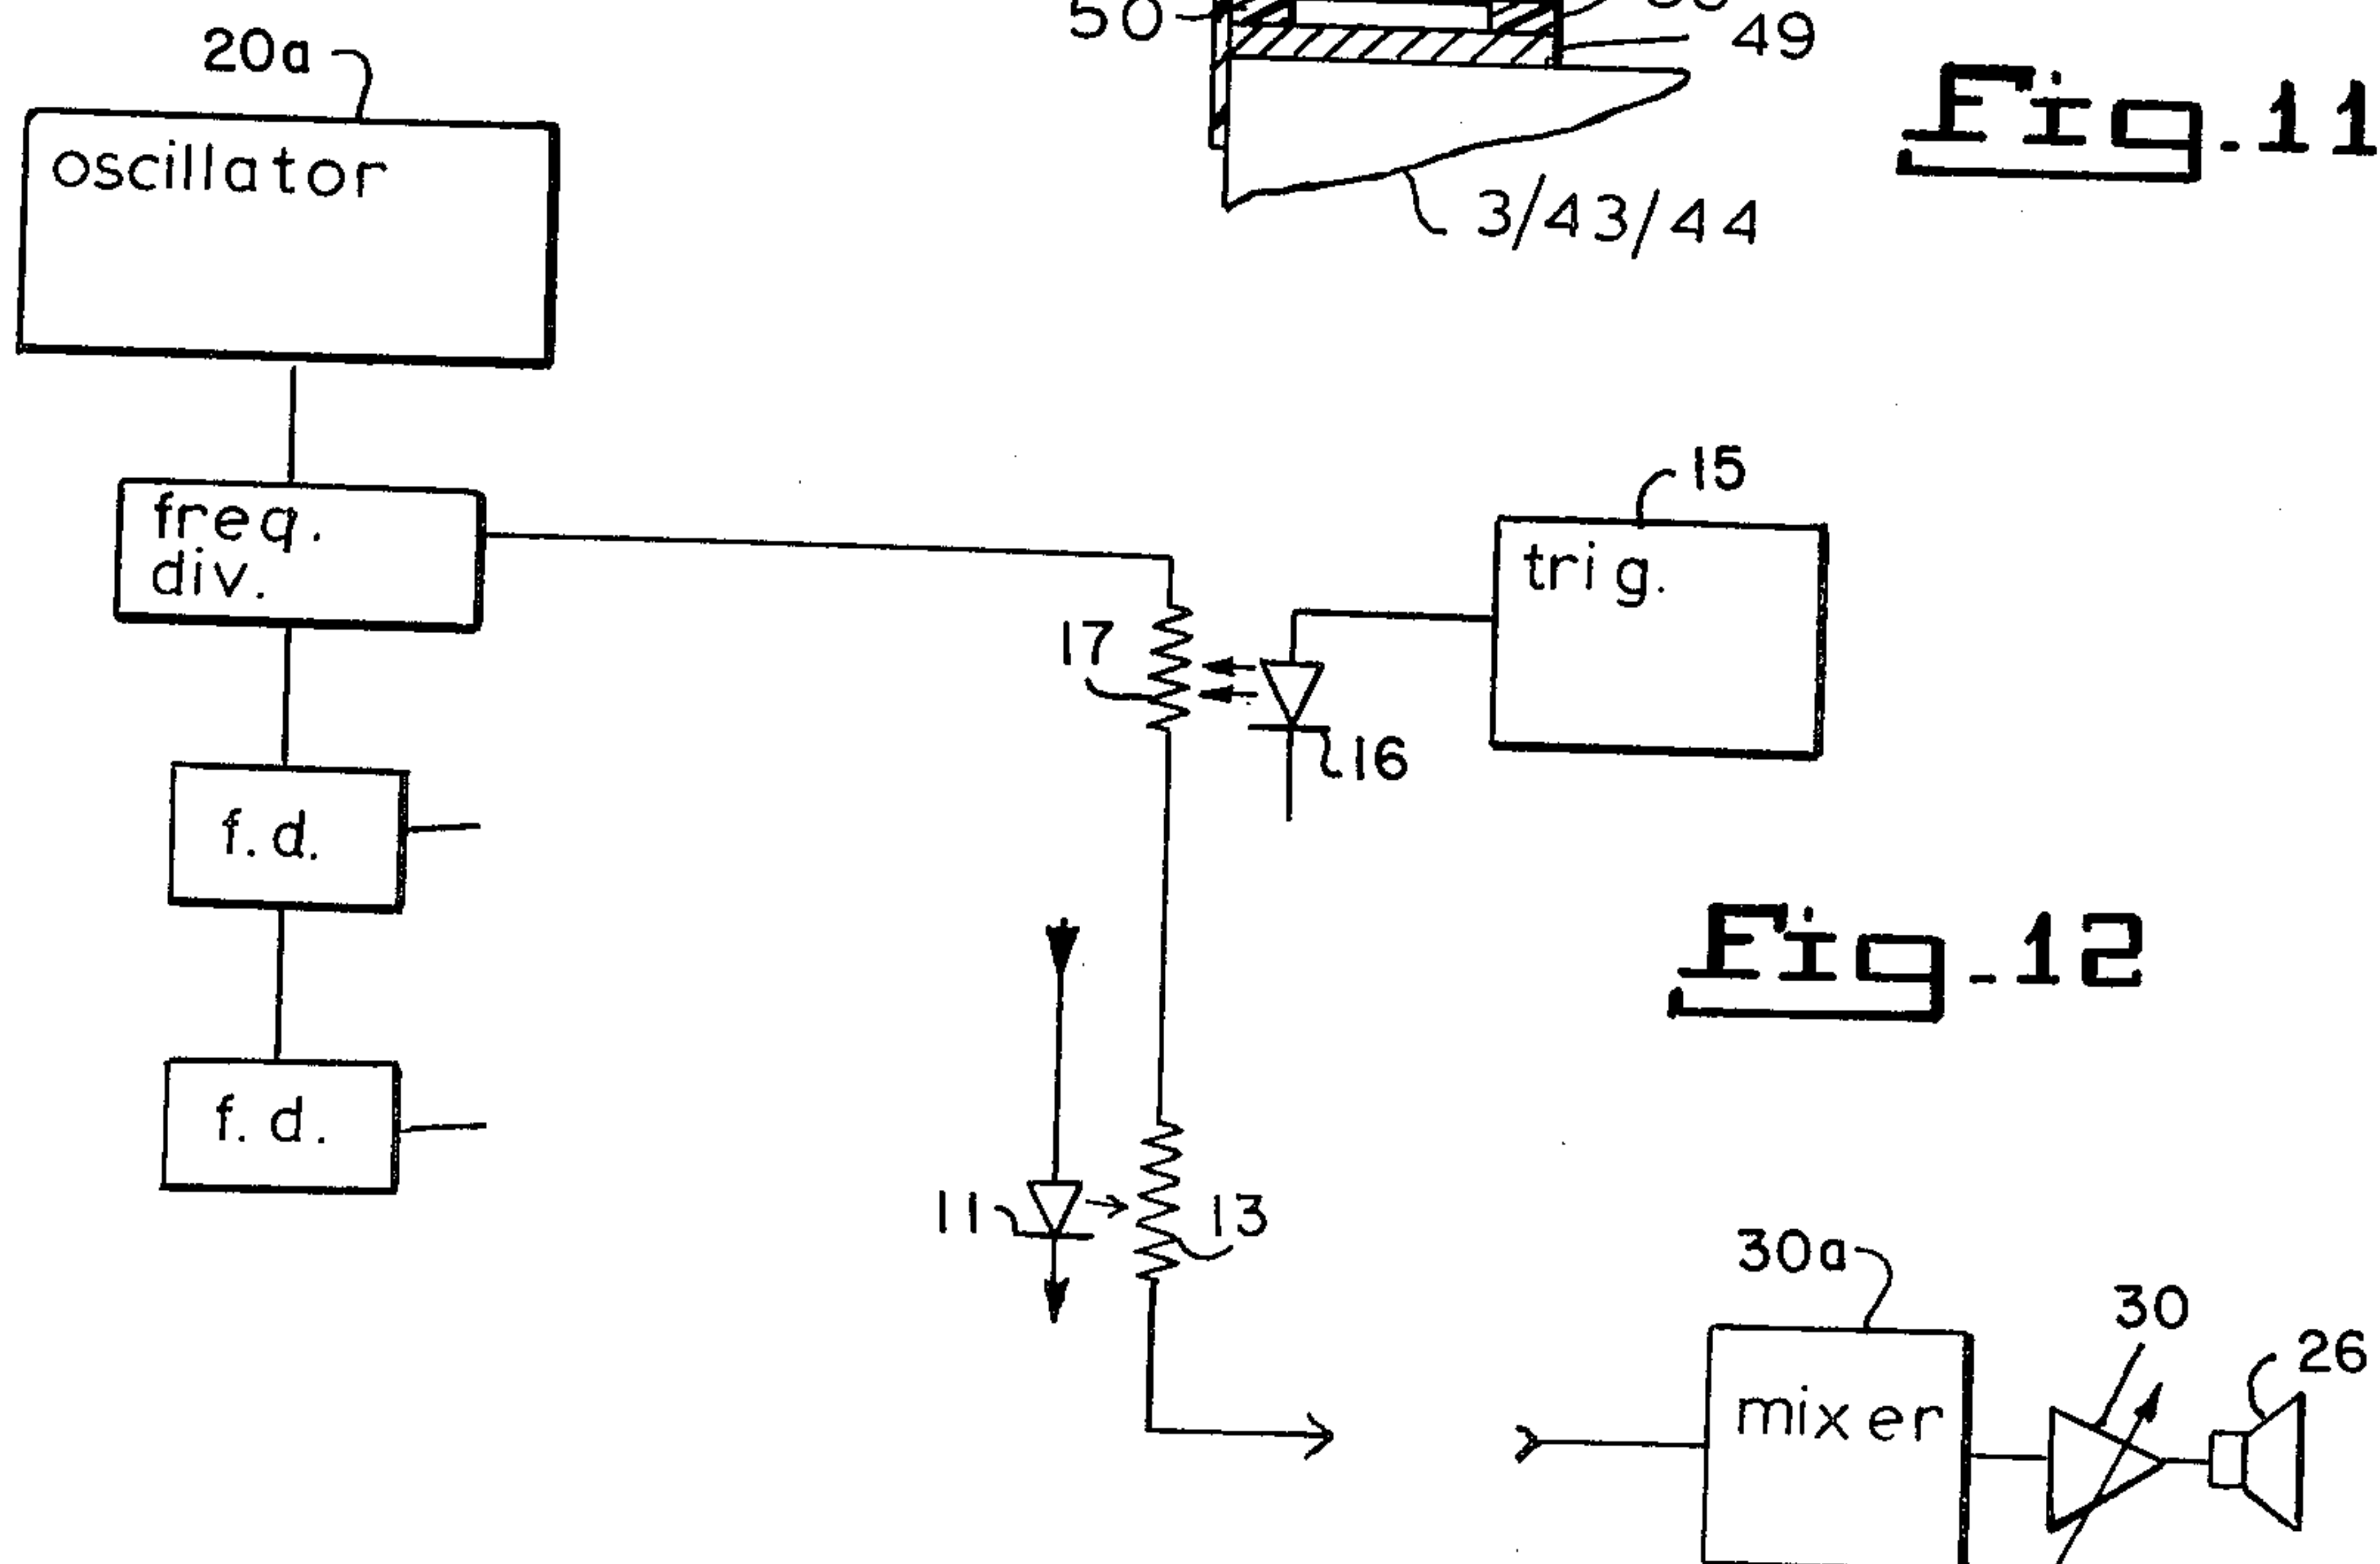 50
49
20a
Fig.11
oscillator
3/43/44
15
freq.
div.
trig.
17
16
f.d.
Fig.12
f.d.
11
13
30a
30
26
mixer